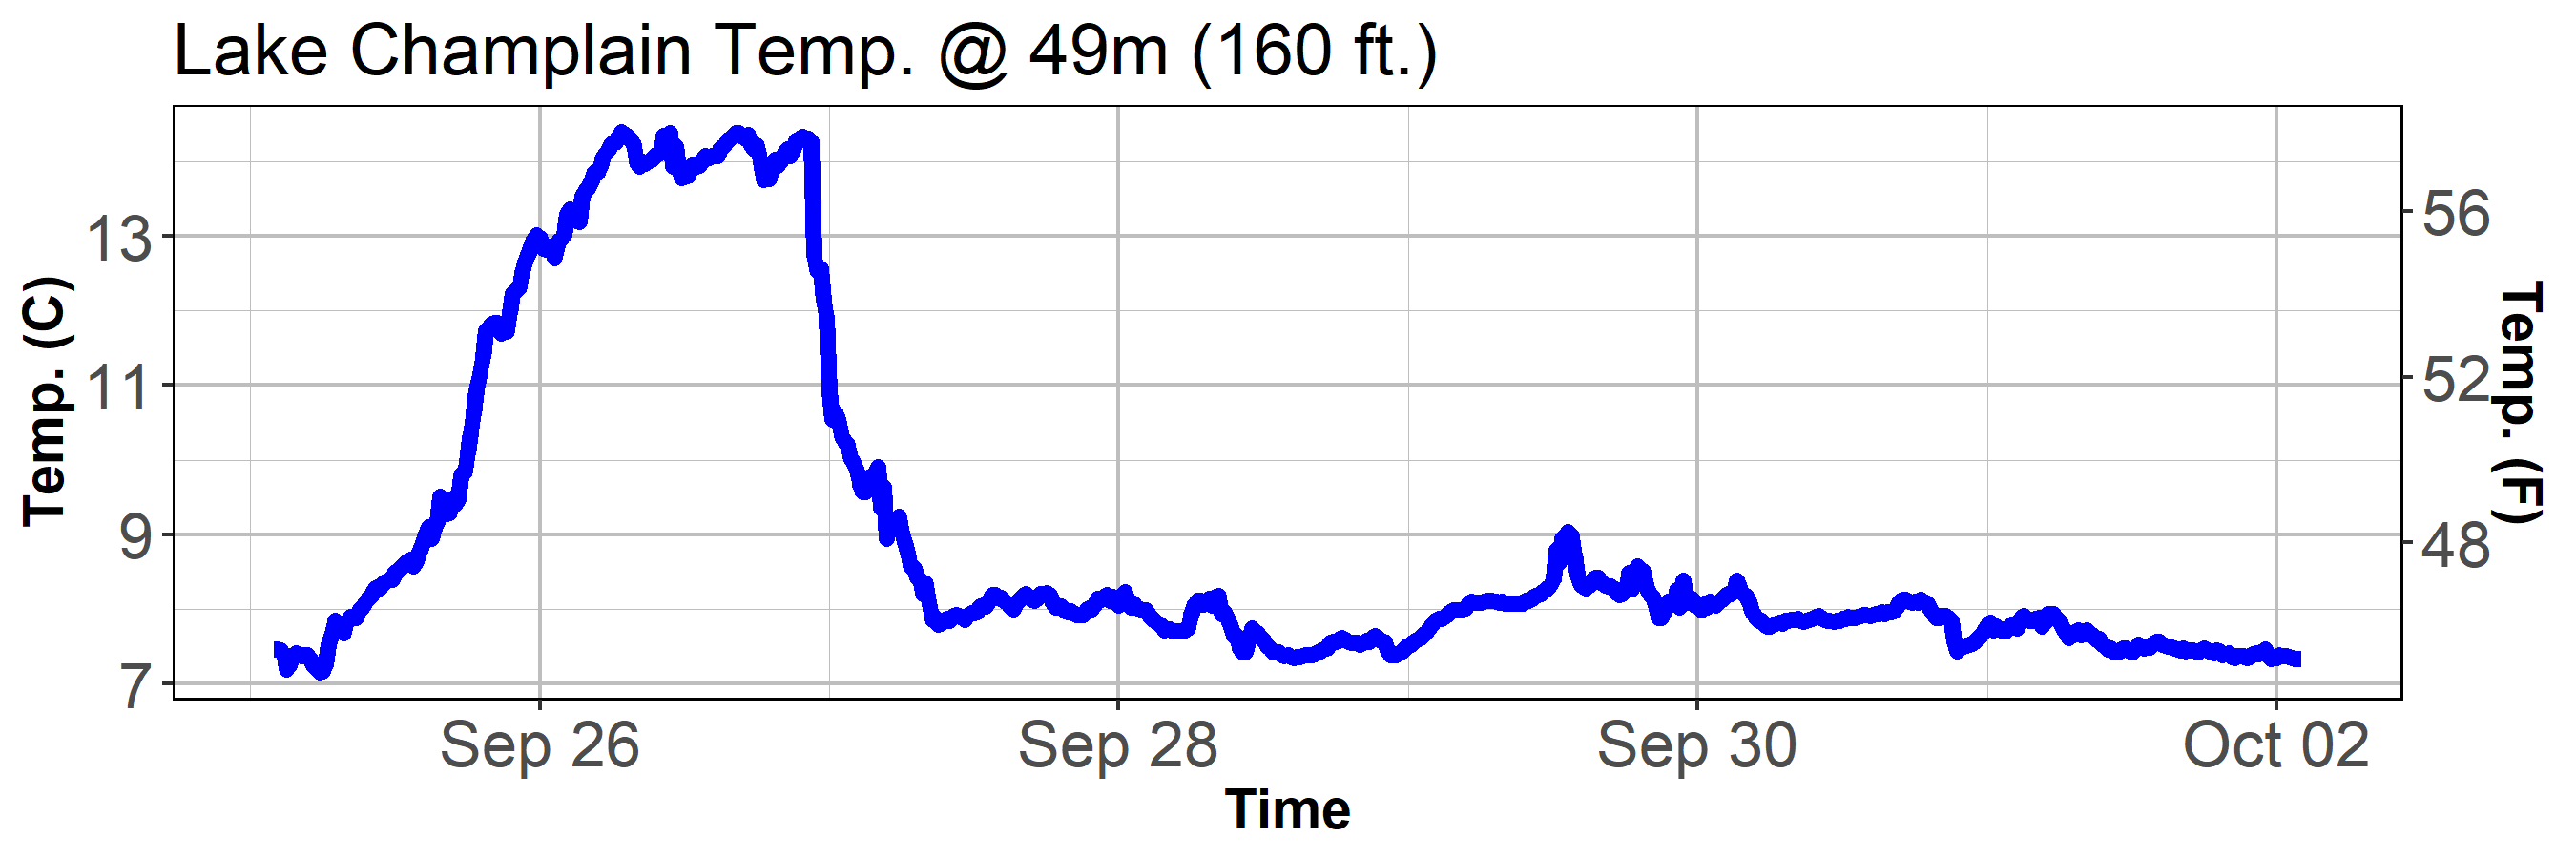 Lake Champlain Temp. @ 49m (160 ft.)
Temp. (C)
13
11
9
7
56
52
48
Temp. (F)
Sep 26
Sep 28
Sep 30
Oct 02
Time